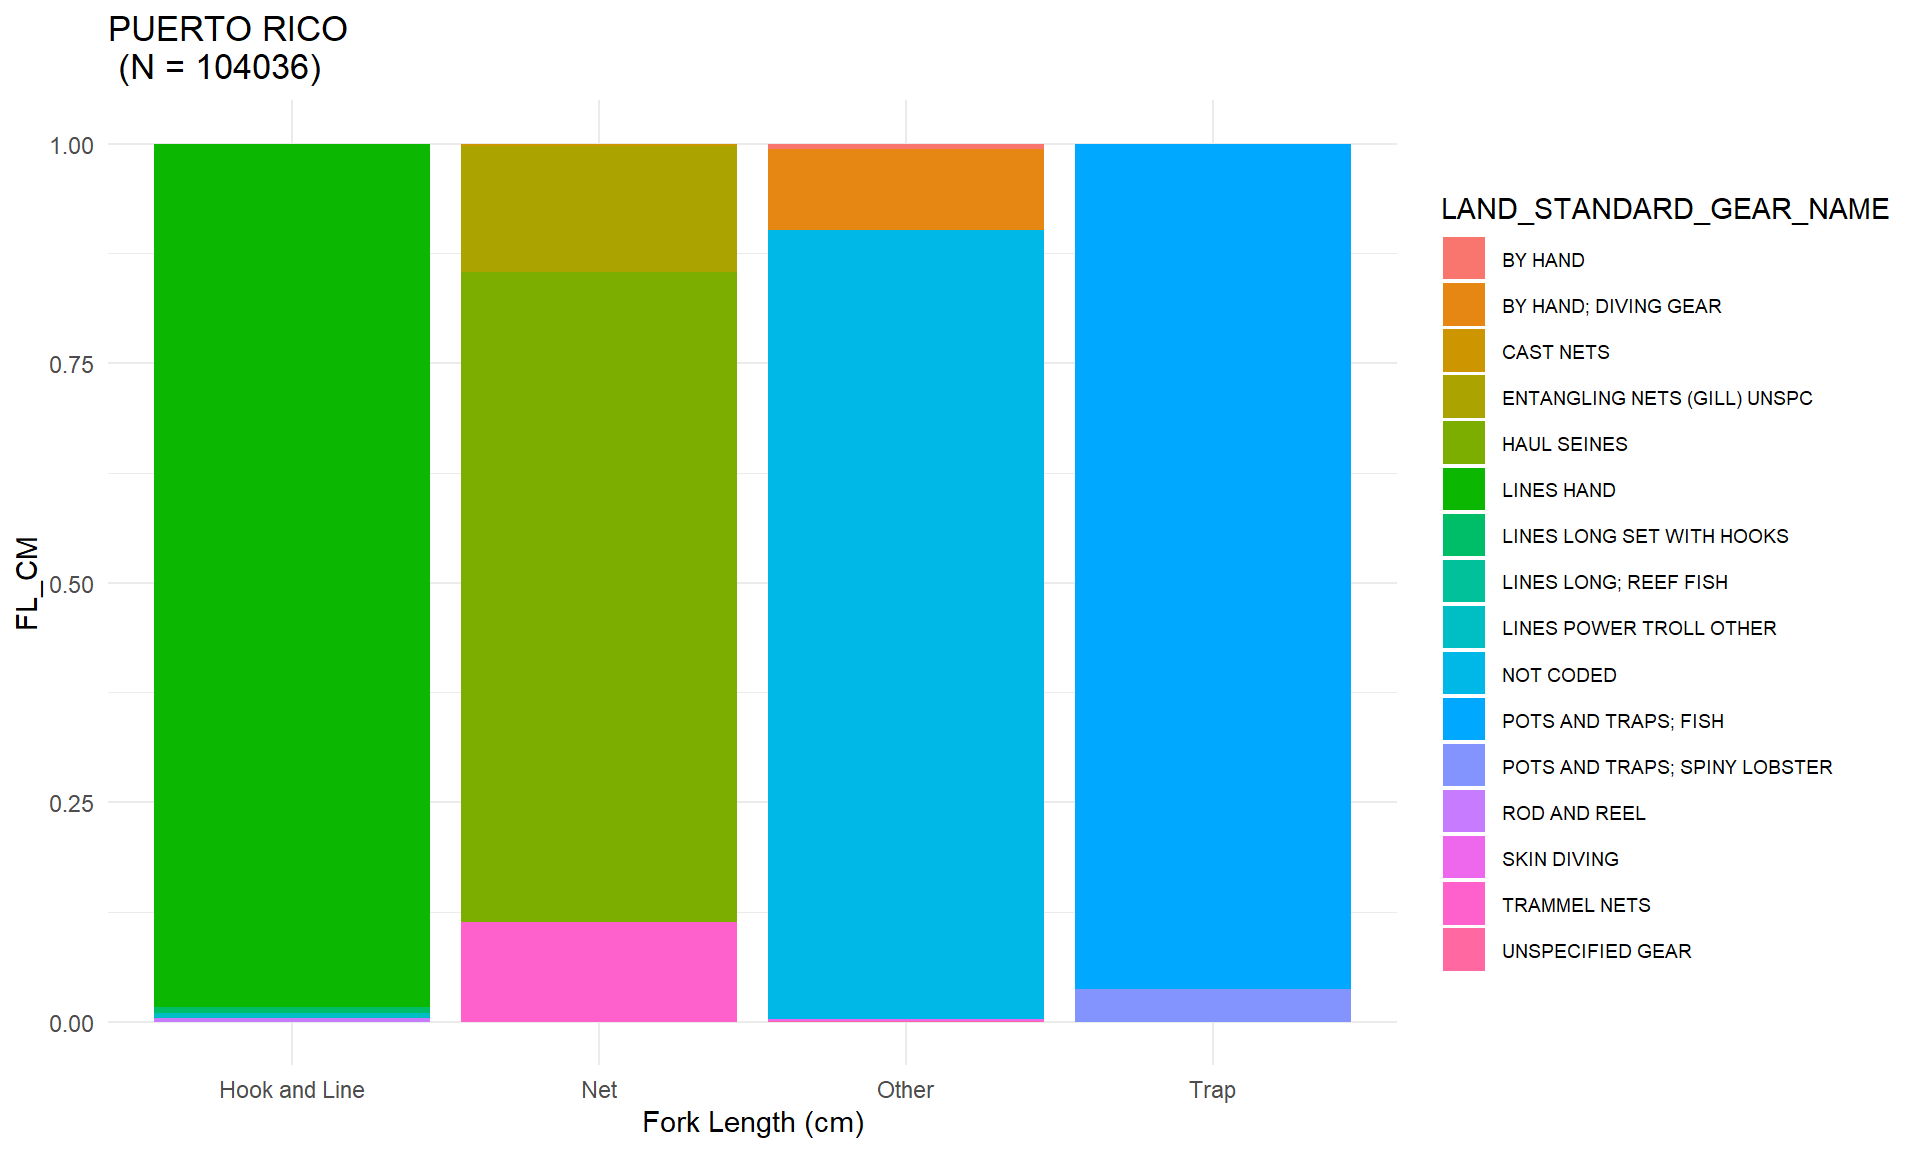 PUERTO RICO
(N = 104036)
1.00
0.75
0.50
0.25
0.00
FL_CM
Hook and Line
Net
Other
Trap
Fork Length (cm)
LAND_STANDARD_GEAR_NAME
BY HAND
BY HAND; DIVING GEAR
CAST NETS
ENTANGLING NETS (GILL) UNSPC
HAUL SEINES
LINES HAND
LINES LONG SET WITH HOOKS
LINES LONG; REEF FISH
LINES POWER TROLL OTHER
NOT CODED
POTS AND TRAPS; FISH
POTS AND TRAPS; SPINY LOBSTER
ROD AND REEL
SKIN DIVING
TRAMMEL NETS
UNSPECIFIED GEAR